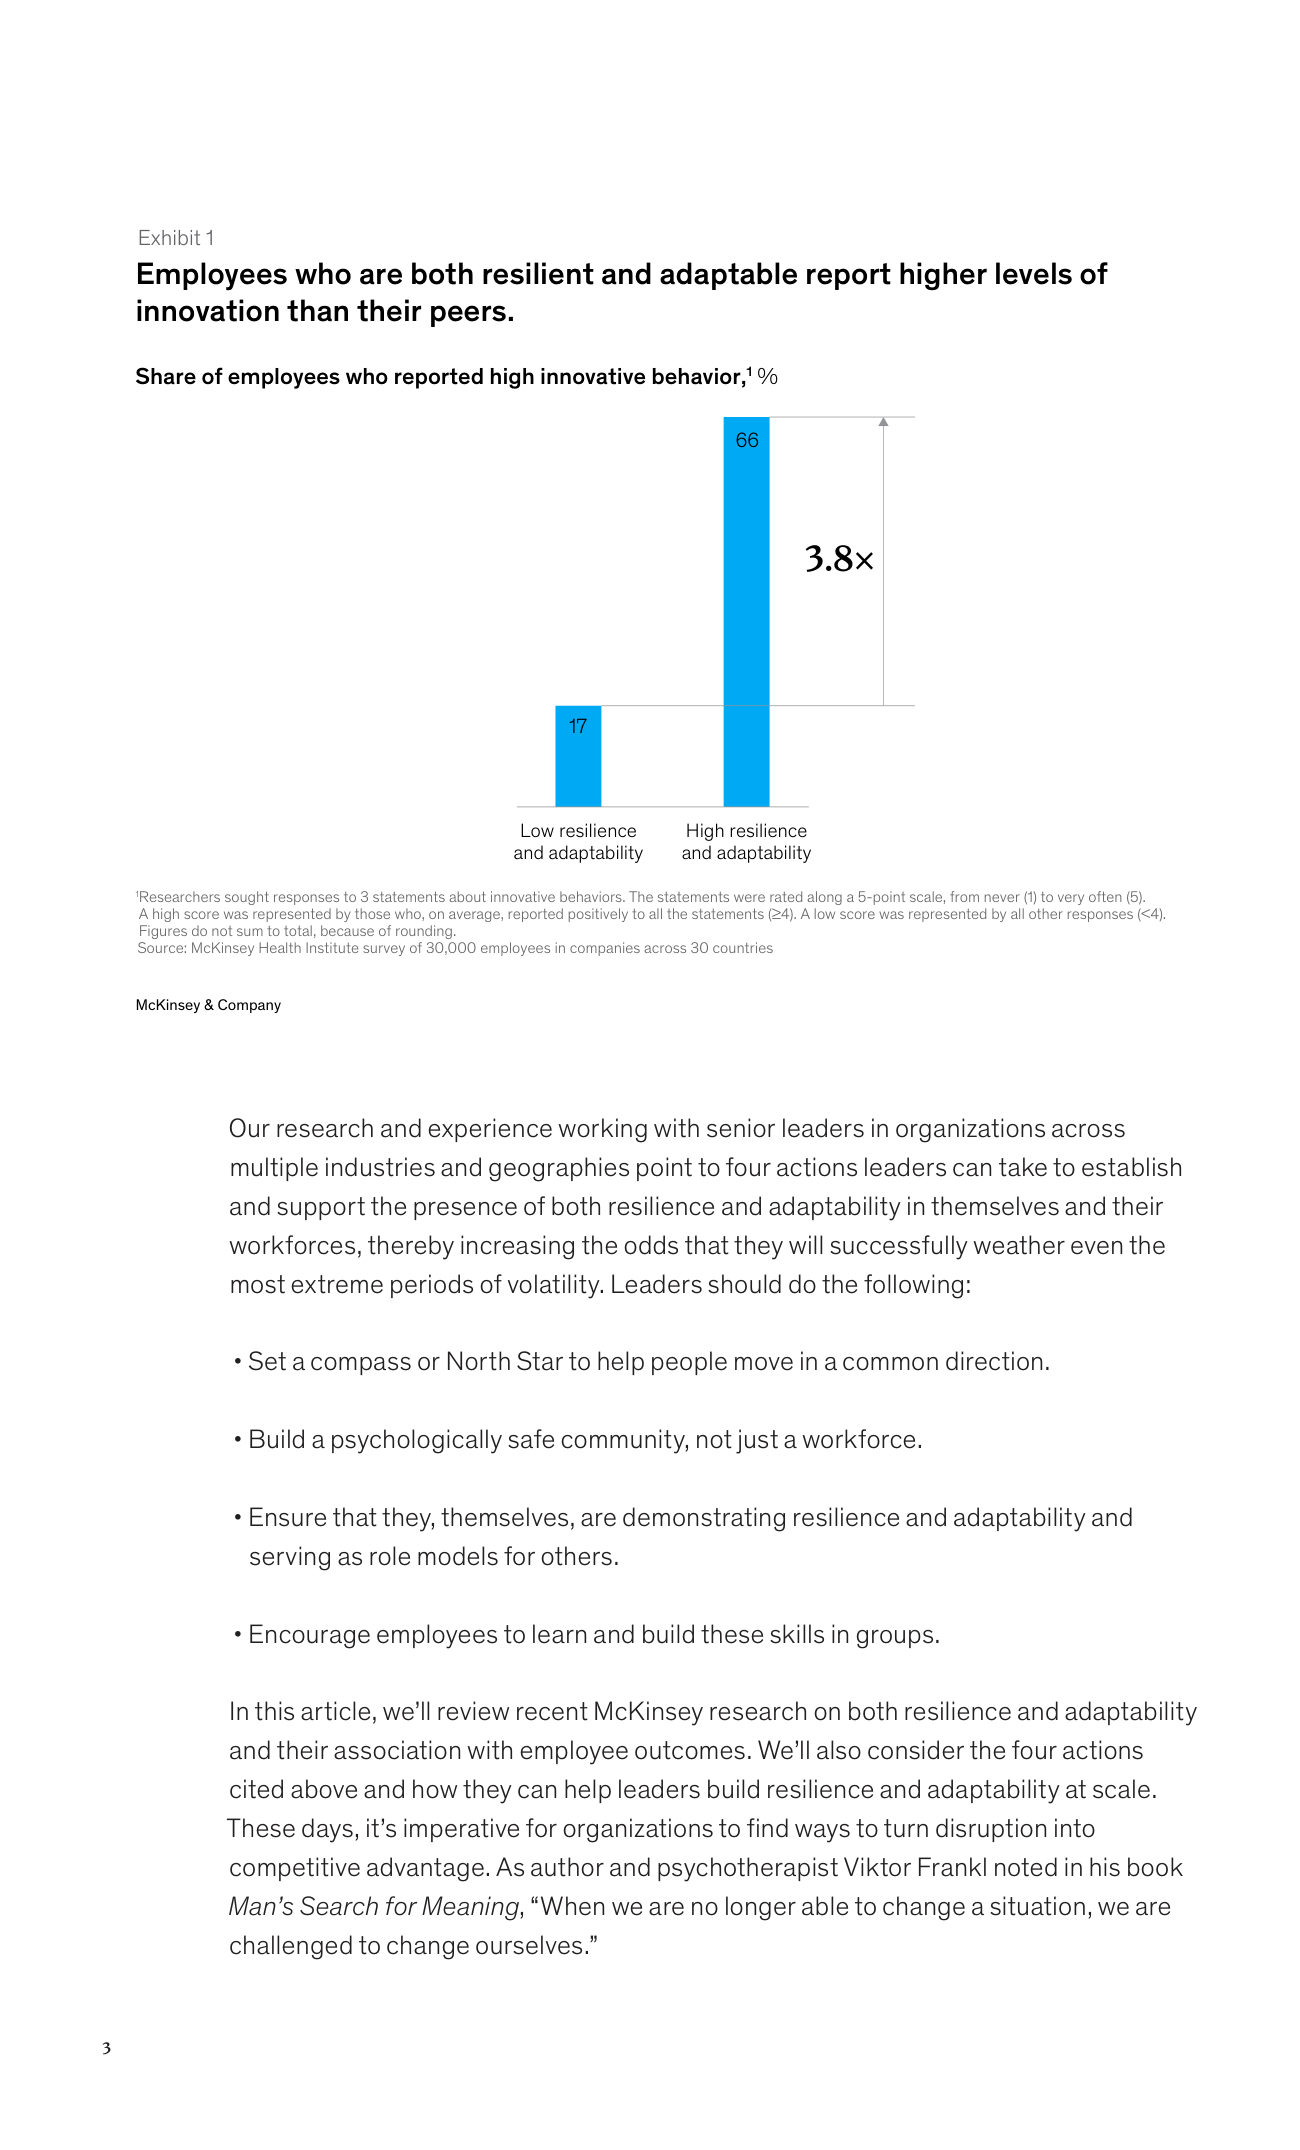 Exhibit 1
Employees who are both resilient and adaptable report higher levels of
innovation than their peers.
Share of employees who reported high innovative behavior,¹ %
66
3.8×
17
Low resilience
and adaptability
High resilience
and adaptability
¹Researchers sought responses to 3 statements about innovative behaviors. The statements were rated along a 5-point scale, from never (1) to very often (5).
A high score was represented by those who, on average, reported positively to all the statements (≥4). A low score was represented by all other responses (<4).
Figures do not sum to total, because of rounding.
Source: McKinsey Health Institute survey of 30,000 employees in companies across 30 countries
McKinsey & Company
Our research and experience working with senior leaders in organizations across
multiple industries and geographies point to four actions leaders can take to establish
and support the presence of both resilience and adaptability in themselves and their
workforces, thereby increasing the odds that they will successfully weather even the
most extreme periods of volatility. Leaders should do the following:
• Set a compass or North Star to help people move in a common direction.
• Build a psychologically safe community, not just a workforce.
• Ensure that they, themselves, are demonstrating resilience and adaptability and
serving as role models for others.
• Encourage employees to learn and build these skills in groups.
In this article, we’ll review recent McKinsey research on both resilience and adaptability
and their association with employee outcomes. We’ll also consider the four actions
cited above and how they can help leaders build resilience and adaptability at scale.
These days, it’s imperative for organizations to find ways to turn disruption into
competitive advantage. As author and psychotherapist Viktor Frankl noted in his book
Man’s Search for Meaning, “When we are no longer able to change a situation, we are
challenged to change ourselves.”
3